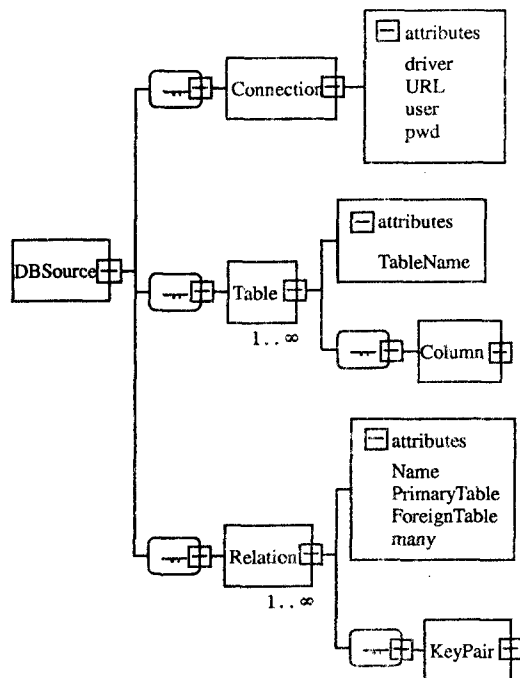 attributes
driver
URL
user
pwd
Connection
DBSource
attributes
TableName
Table
1..∞
Column
attributes
Name
PrimaryTable
ForeignTable
many
Relation
1..∞
KeyPair